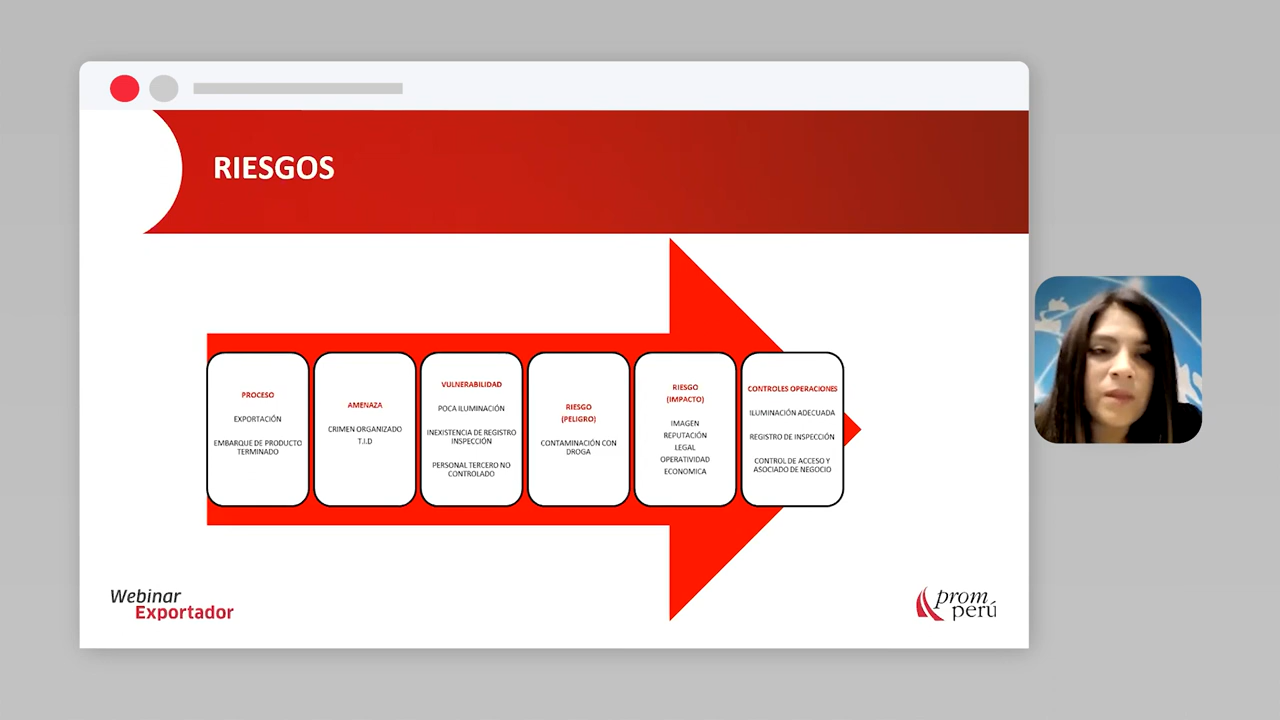 RIESGOS
PROCESO
EXPORTACIÓN
EMBARQUE DE PRODUCTO
TERMINADO
AMENAZA
CRIMEN ORGANIZADO
T.I.D
VULNERABILIDAD
POCA ILUMINACIÓN
INEXISTENCIA DE REGISTRO
INSPECCIÓN
PERSONAL TERCERO NO
CONTROLADO
RIESGO
(PELIGRO)
CONTAMINACIÓN CON
DROGA
RIESGO
(IMPACTO)
IMAGEN
REPUTACIÓN
LEGAL
OPERATIVIDAD
ECONOMICA
CONTROLES OPERACIONES
ILUMINACIÓN ADECUADA
REGISTRO DE INSPECCIÓN
CONTROL DE ACCESO Y
ASOCIADO DE NEGOCIO
Webinar
Exportador
prom
perú